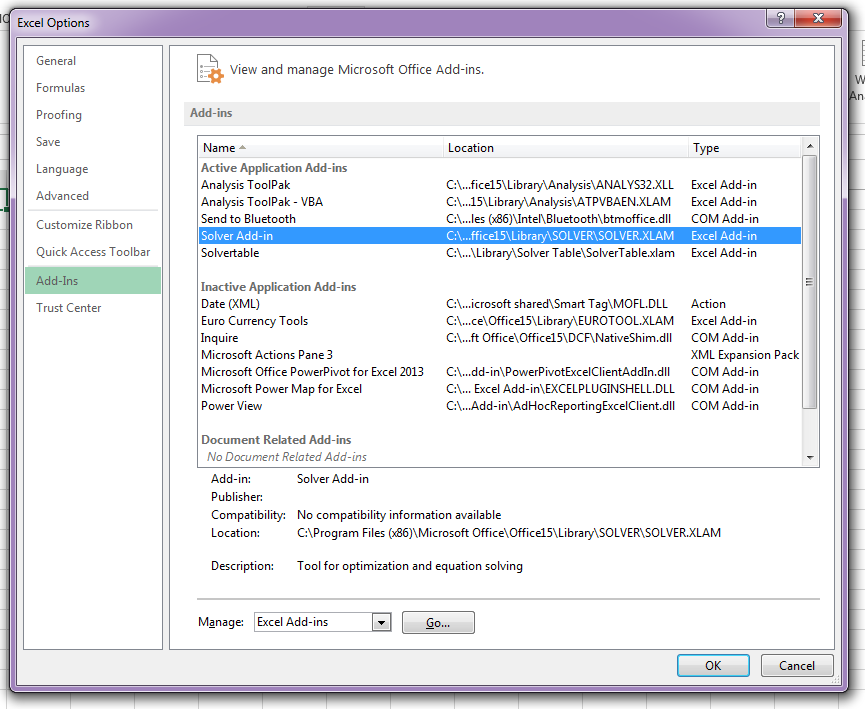 Excel Options
General
Formulas
Proofing
Save
Language
Advanced
Customize Ribbon
Quick Access Toolbar
Add-Ins
Trust Center
View and manage Microsoft Office Add-ins.
Add-ins
Name Location Type
Active Application Add-ins
Analysis ToolPak C:\...fice15\Library\Analysis\ANALYS32.XLL Excel Add-in
Analysis ToolPak - VBA C:\...15\Library\Analysis\ATPVBAEN.XLAM Excel Add-in
Send to Bluetooth C:\...les (x86)\Intel\Bluetooth\btmoffice.dll COM Add-in
Solver Add-in C:\...ffice15\Library\SOLVER\SOLVER.XLAM Excel Add-in
Solvertable C:\...\Library\Solver Table\SolverTable.xlam Excel Add-in
Inactive Application Add-ins
Date (XML) C:\...icrosoft shared\Smart Tag\MOFL.DLL Action
Euro Currency Tools C:\...ce\Office15\Library\EUROTOOL.XLAM Excel Add-in
Inquire C:\...ft Office\Office15\DCF\NativeShim.dll COM Add-in
Microsoft Actions Pane 3 XML Expansion Pack
Microsoft Office PowerPivot for Excel 2013 C:\...dd-in\PowerPivotExcelClientAddIn.dll COM Add-in
Microsoft Power Map for Excel C:\... Excel Add-in\EXCELPLUGINSHELL.DLL COM Add-in
Power View C:\...Add-in\AdHocReportingExcelClient.dll COM Add-in
Document Related Add-ins
No Document Related Add-ins
Add-in: Solver Add-in
Publisher:
Compatibility: No compatibility information available
Location: C:\Program Files (x86)\Microsoft Office\Office15\Library\SOLVER\SOLVER.XLAM
Description: Tool for optimization and equation solving
Manage: Excel Add-ins Go...
OK Cancel